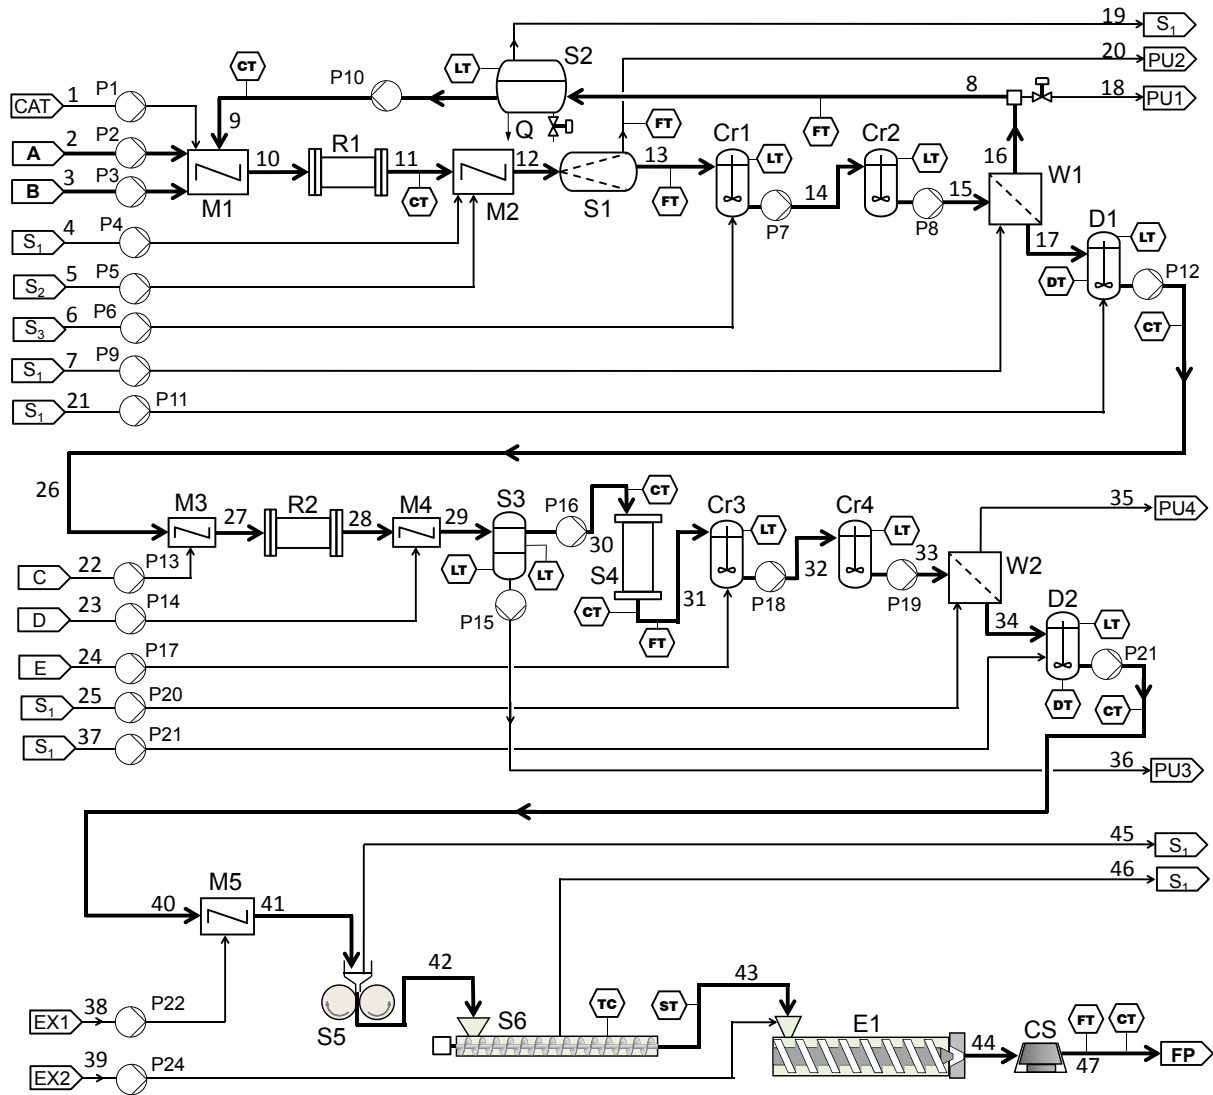 19 S1
20 PU2
LT S2
CT P10
8 18 PU1
CAT 1 P1
9 Q FT FT
A 2 P2
R1 Cr1 Cr2
10 11 12 13 LT LT 16
B 3 P3
M1 CT M2 S1 FT 14 15 W1
P7 P8
S1 4 P4
17 D1 LT
S2 5 P5
DT P12
S3 6 P6
CT
S1 7 P9
S1 21 P11
26
M3 R2 M4 S3 P16 CT Cr3 Cr4 35 PU4
27 28 29 30 LT LT
C 22 P13 LT LT S4 32 33 W2
D 23 P14 P15 CT 31 P18 P19
FT 34 D2 LT
E 24 P17 P21
S1 25 P20 DT CT
S1 37 P21
36 PU3
45 S1
46 S1
M5
40 41
42 43
EX1 38 P22 S5 S6 TC ST E1
44 CS FT CT
EX2 39 P24 47 FP